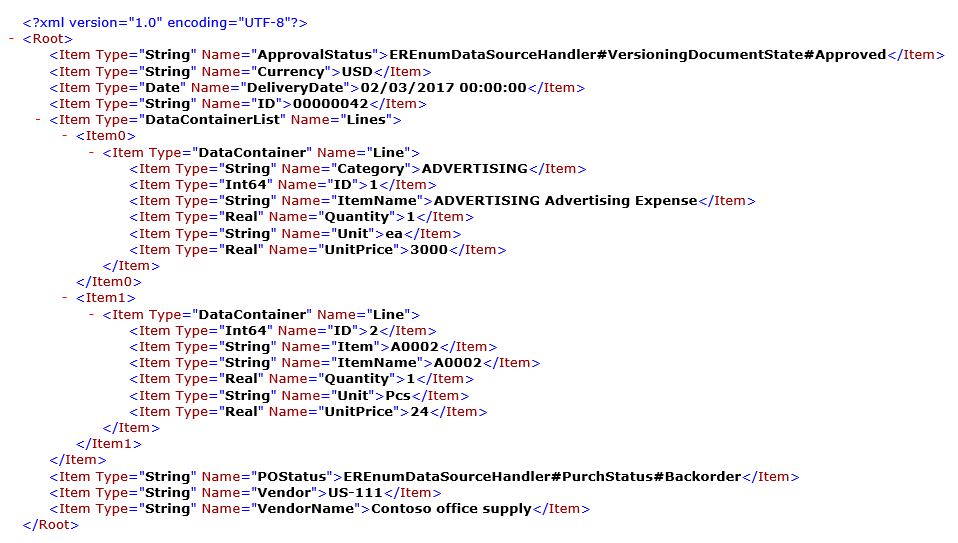 <?xml version="1.0" encoding="UTF-8"?>
- <Root>
<Item Type="String" Name="ApprovalStatus">EREnumDataSourceHandler#VersioningDocumentState#Approved</Item>
<Item Type="String" Name="Currency">USD</Item>
<Item Type="Date" Name="DeliveryDate">02/03/2017 00:00:00</Item>
<Item Type="String" Name="ID">00000042</Item>
- <Item Type="DataContainerList" Name="Lines">
- <Item0>
- <Item Type="DataContainer" Name="Line">
<Item Type="String" Name="Category">ADVERTISING</Item>
<Item Type="Int64" Name="ID">1</Item>
<Item Type="String" Name="ItemName">ADVERTISING Advertising Expense</Item>
<Item Type="Real" Name="Quantity">1</Item>
<Item Type="String" Name="Unit">ea</Item>
<Item Type="Real" Name="UnitPrice">3000</Item>
</Item>
</Item0>
- <Item1>
- <Item Type="DataContainer" Name="Line">
<Item Type="Int64" Name="ID">2</Item>
<Item Type="String" Name="Item">A0002</Item>
<Item Type="String" Name="ItemName">A0002</Item>
<Item Type="Real" Name="Quantity">1</Item>
<Item Type="String" Name="Unit">Pcs</Item>
<Item Type="Real" Name="UnitPrice">24</Item>
</Item>
</Item1>
</Item>
<Item Type="String" Name="POStatus">EREnumDataSourceHandler#PurchStatus#Backorder</Item>
<Item Type="String" Name="Vendor">US-111</Item>
<Item Type="String" Name="VendorName">Contoso office supply</Item>
</Root>